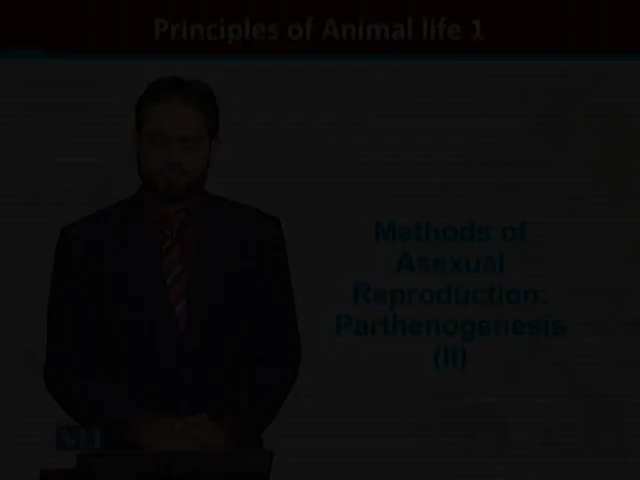 Principles of Animal life 1
Methods of
Asexual
Reproduction:
Parthenogenesis
(II)